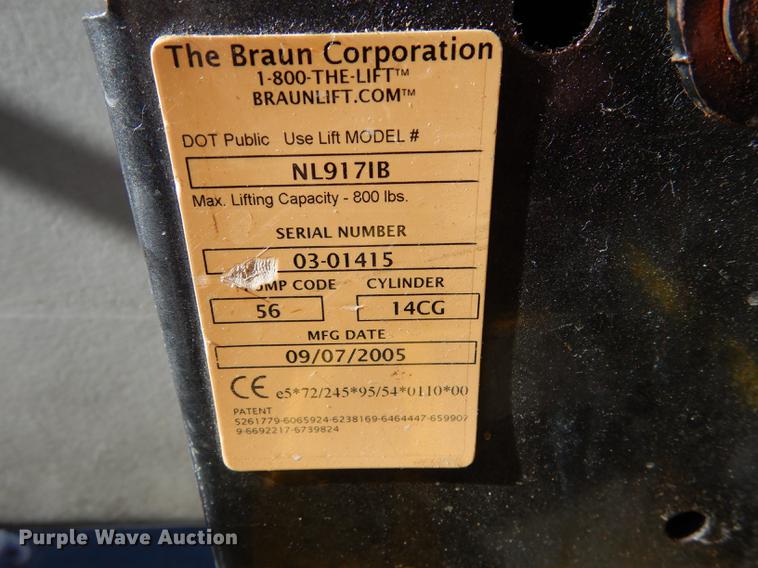 The Braun Corporation
1-800-THE-LIFT™
BRAUNLIFT.COM™
DOT Public Use Lift MODEL #
NL917IB
Max. Lifting Capacity - 800 lbs.
SERIAL NUMBER
03-01415
CODE CYLINDER
56 14CG
MFG DATE
09/07/2005
CE e5*72/245*95/54*0110*00
PATENT
5261779-6065924-6238169-6464447-659907
9-6692217-6739824
Purple Wave Auction®